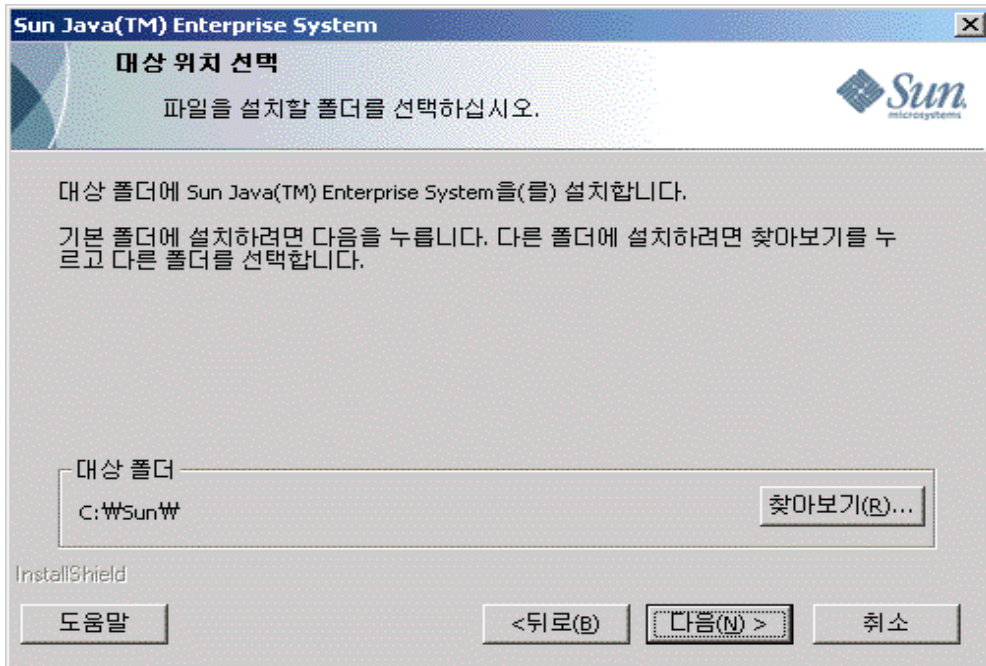 Sun Java(TM) Enterprise System
대상 위치 선택
파일을 설치할 폴더를 선택하십시오.
Sun
microsystems
대상 폴더에 Sun Java(TM) Enterprise System을(를) 설치합니다.
기본 폴더에 설치하려면 다음을 누릅니다. 다른 폴더에 설치하려면 찾아보기를 누
르고 다른 폴더를 선택합니다.
대상 폴더
C:₩Sun₩
찾아보기(R)...
InstallShield
도움말
<뒤로(B)
다음(N) >
취소